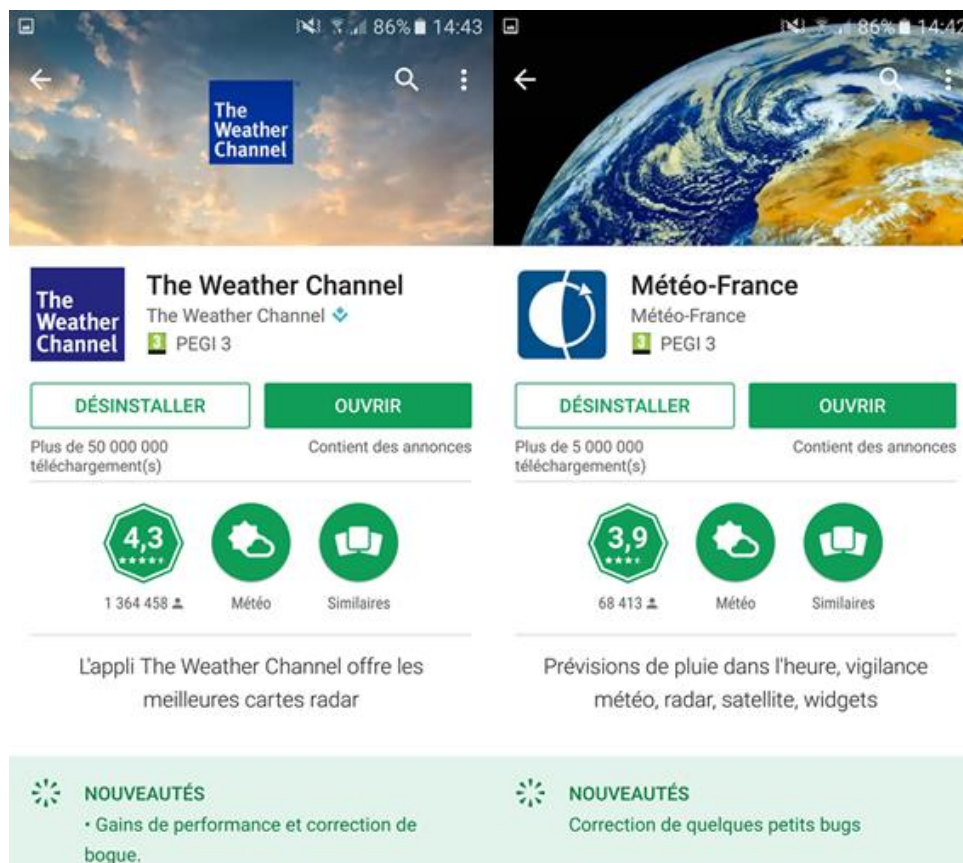 86% 14:43
The
Weather
Channel
The
Weather
Channel
The Weather Channel
The Weather Channel
3 PEGI 3
DÉSINSTALLER
OUVRIR
Plus de 50 000 000
téléchargement(s)
Contient des annonces
4,3
1 364 458
Météo
Similaires
L'appli The Weather Channel offre les
meilleures cartes radar
NOUVEAUTÉS
• Gains de performance et correction de
bogue.
86% 14:42
Météo-France
Météo-France
3 PEGI 3
DÉSINSTALLER
OUVRIR
Plus de 5 000 000
téléchargement(s)
Contient des annonces
3,9
68 413
Météo
Similaires
Prévisions de pluie dans l'heure, vigilance
météo, radar, satellite, widgets
NOUVEAUTÉS
Correction de quelques petits bugs